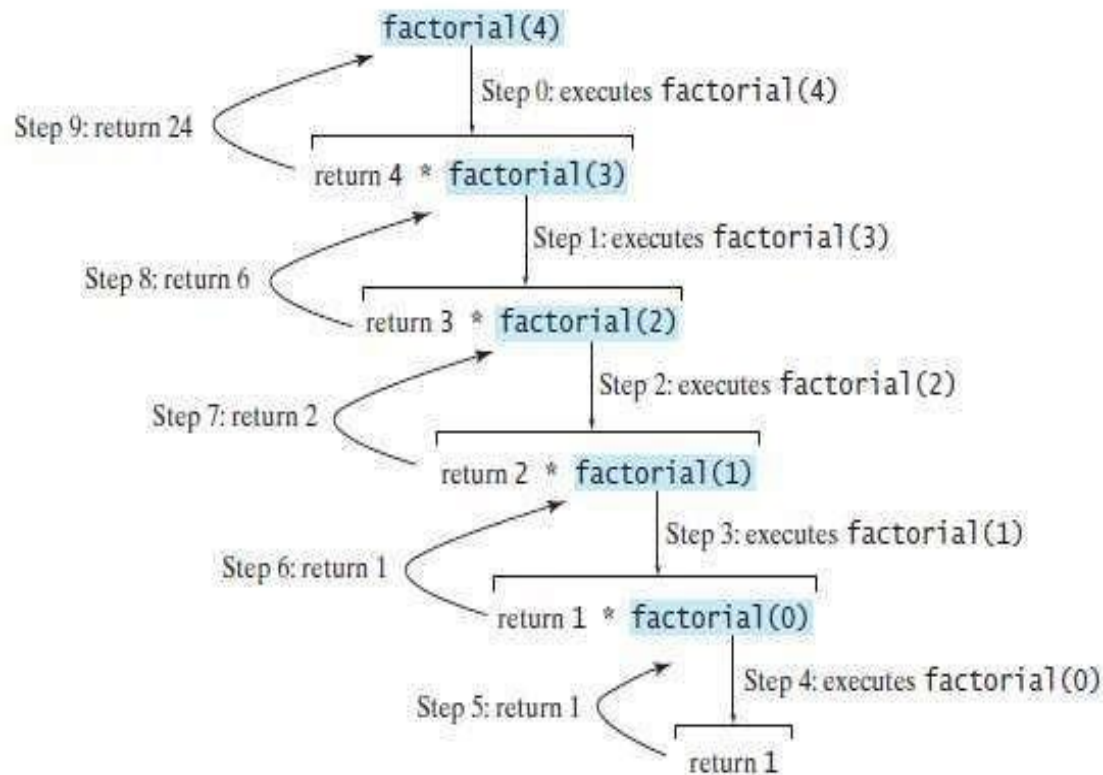 factorial(4)
Step 0: executes factorial(4)
Step 9: return 24
return 4 * factorial(3)
Step 1: executes factorial(3)
Step 8: return 6
return 3 * factorial(2)
Step 2: executes factorial(2)
Step 7: return 2
return 2 * factorial(1)
Step 3: executes factorial(1)
Step 6: return 1
return 1 * factorial(0)
Step 4: executes factorial(0)
Step 5: return 1
return 1